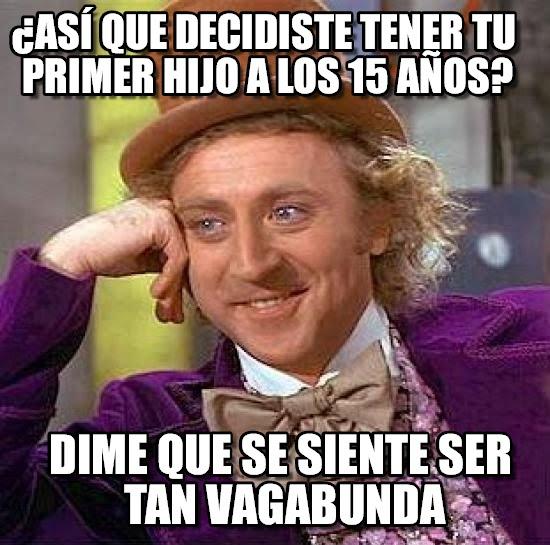 ¿ASÍ QUE DECIDISTE TENER TU
PRIMER HIJO A LOS 15 AÑOS?
DIME QUE SE SIENTE SER
TAN VAGABUNDA